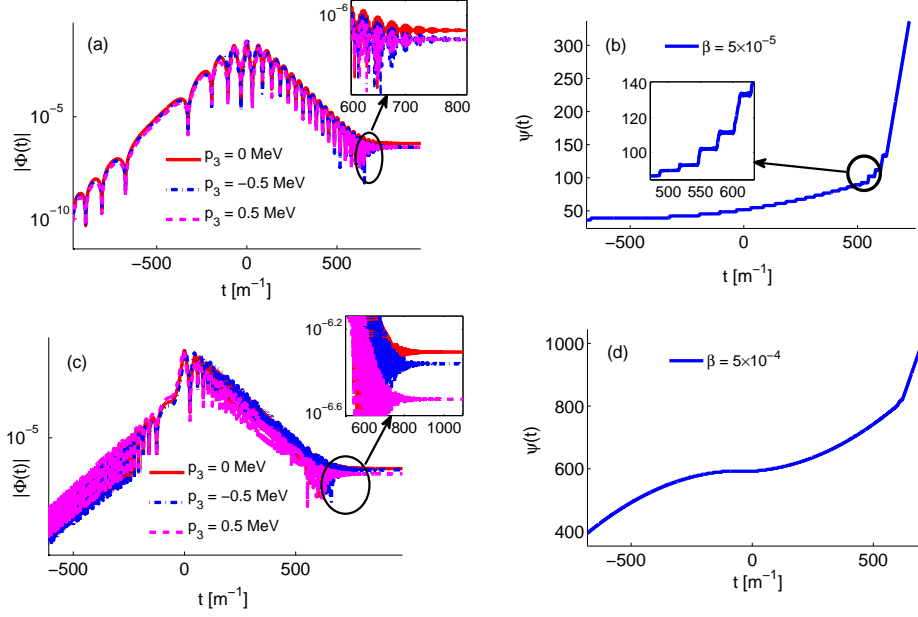 (a)
10^{-5}
10^{-10}
|Φ(t)|
p_3 = 0 MeV
p_3 = −0.5 MeV
p_3 = 0.5 MeV
−500 0 500
t [m^{-1}]
10^{-6}
600 700 800
(b)
β = 5×10^{-5}
300
250
200
150
100
50
ψ(t)
140
120
100
80
500 550 600
−500 0 500
t [m^{-1}]
(c)
10^{-5}
|Φ(t)|
p_3 = 0 MeV
p_3 = −0.5 MeV
p_3 = 0.5 MeV
−500 0 500
t [m^{-1}]
10^{-6.2}
10^{-6.6}
600 800 1000
(d)
β = 5×10^{-4}
1000
800
600
400
ψ(t)
−500 0 500
t [m^{-1}]